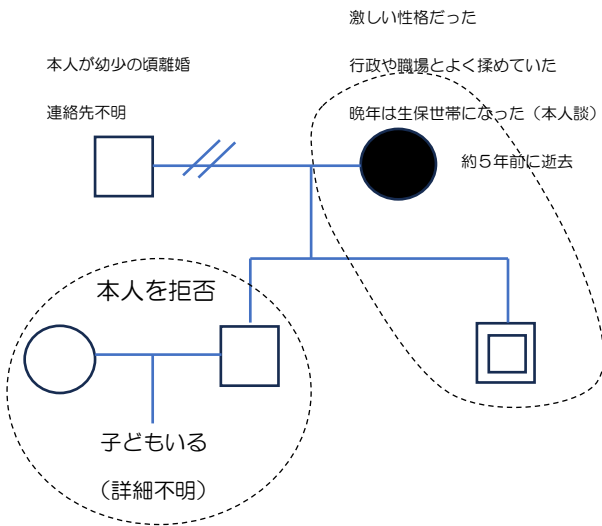 激しい性格だった
行政や職場とよく揉めていた
晩年は生保世帯になった（本人談）
約５年前に逝去
本人が幼少の頃離婚
連絡先不明
本人を拒否
子どもいる
（詳細不明）